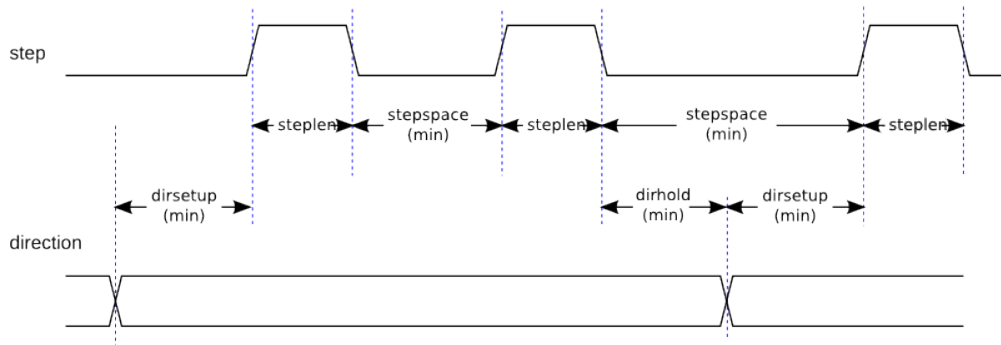 step
steplen
stepspace
(min)
steplen
stepspace
(min)
steplen
dirsetup
(min)
dirhold
(min)
dirsetup
(min)
direction